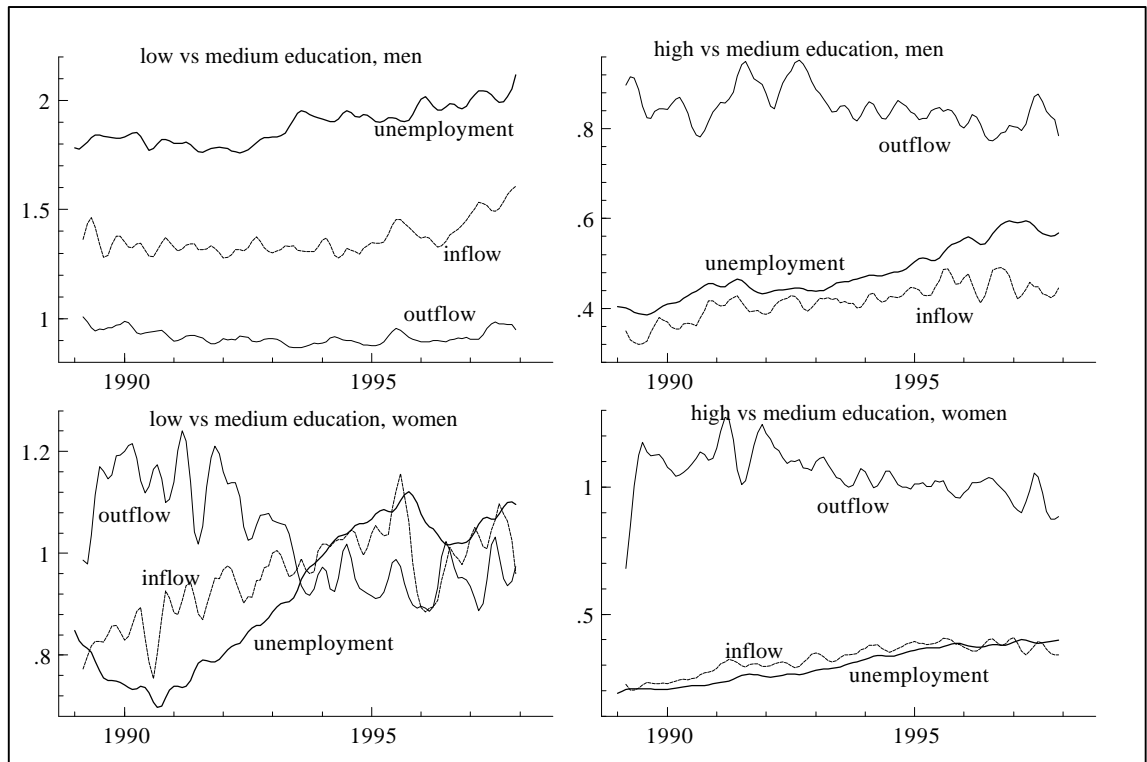 low vs medium education, men
2
1.5
1
unemployment
inflow
outflow
1990
1995
high vs medium education, men
.8
.6
.4
outflow
unemployment
inflow
1990
1995
low vs medium education, women
1.2
1
.8
outflow
inflow
unemployment
1990
1995
high vs medium education, women
1
.5
outflow
inflow
unemployment
1990
1995